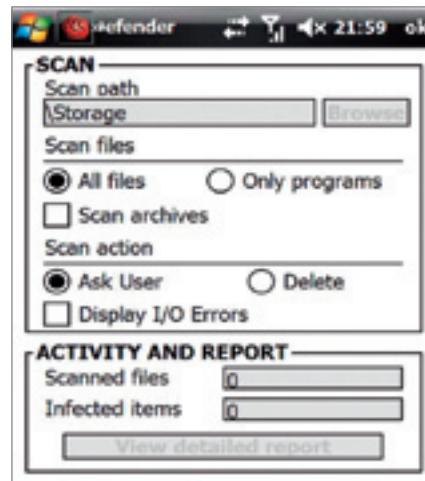 efender 21:59 ok
SCAN
Scan path
\Storage Browse
Scan files
All files Only programs
Scan archives
Scan action
Ask User Delete
Display I/O Errors
ACTIVITY AND REPORT
Scanned files 0
Infected items 0
View detailed report